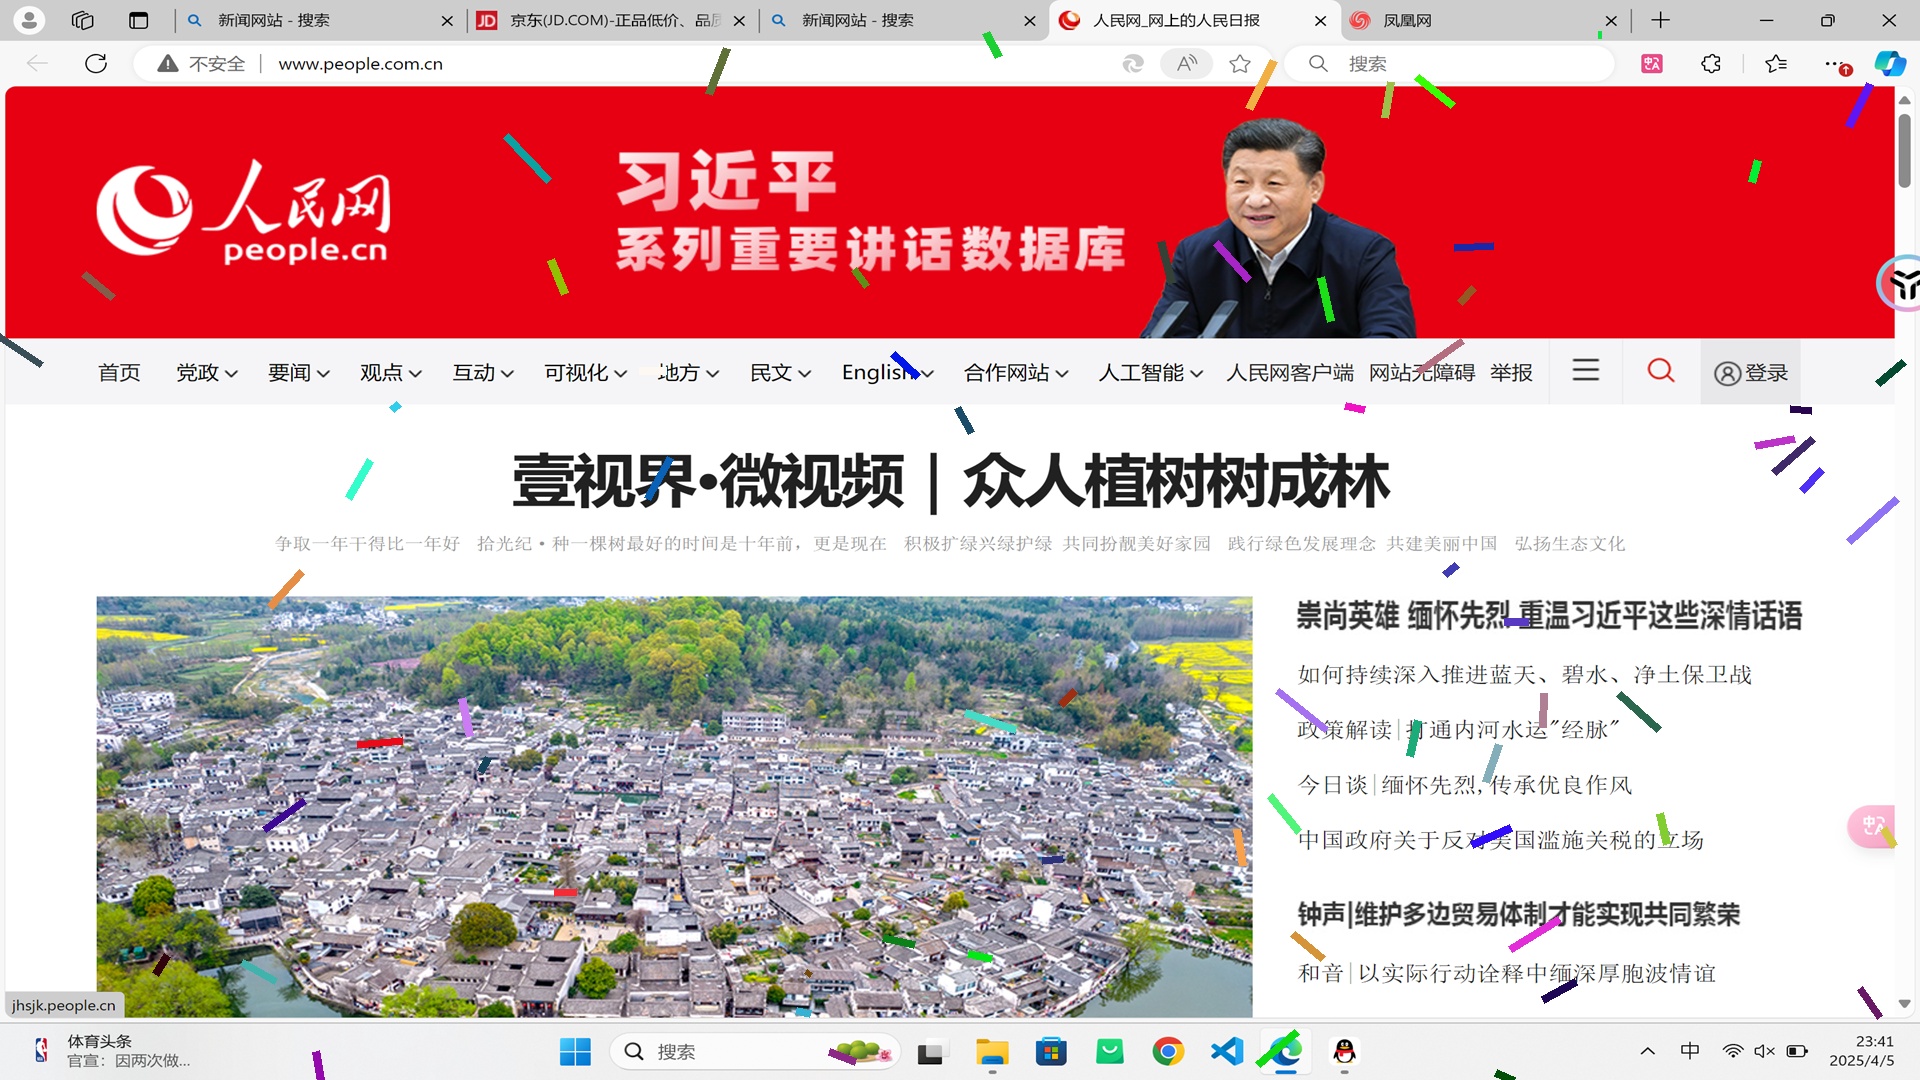 新闻网站 - 搜索
京东(JD.COM)-正品低价、品质
新闻网站 - 搜索
人民网_网上的人民日报
凤凰网
不安全
www.people.com.cn
搜索
人民网
people.cn
习近平
系列重要讲话数据库
首页 党政 要闻 观点 互动 可视化 地方 民文 English 合作网站 人工智能 人民网客户端 网站无障碍 举报 登录
壹视界·微视频｜众人植树树成林
争取一年干得比一年好 拾光纪·种一棵树最好的时间是十年前，更是现在 积极扩绿兴绿护绿 共同扮靓美好家园 践行绿色发展理念 共建美丽中国 弘扬生态文化
崇尚英雄 缅怀先烈 重温习近平这些深情话语
如何持续深入推进蓝天、碧水、净土保卫战
政策解读|打通内河水运"经脉"
今日谈|缅怀先烈,传承优良作风
中国政府关于反对美国滥施关税的立场
钟声|维护多边贸易体制才能实现共同繁荣
和音|以实际行动诠释中缅深厚胞波情谊
jhsjk.people.cn
体育头条
官宣：因两次做...
搜索
中
23:41
2025/4/5